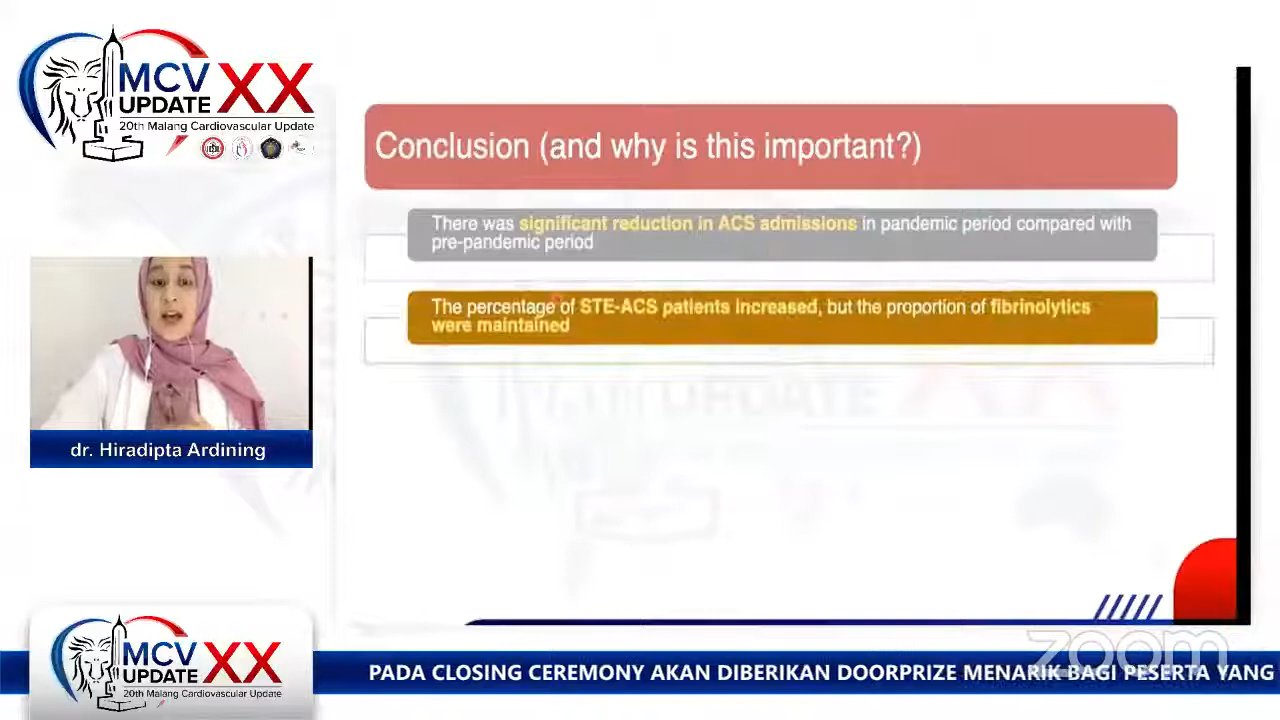 MCV XX
UPDATE
20th Malang Cardiovascular Update
Conclusion (and why is this important?)
There was significant reduction in ACS admissions in pandemic period compared with
pre-pandemic period
The percentage of STE-ACS patients increased, but the proportion of fibrinolytics
were maintained
dr. Hiradipta Ardining
zoom
MCV XX
UPDATE
20th Malang Cardiovascular Update
PADA CLOSING CEREMONY AKAN DIBERIKAN DOORPRIZE MENARIK BAGI PESERTA YANG